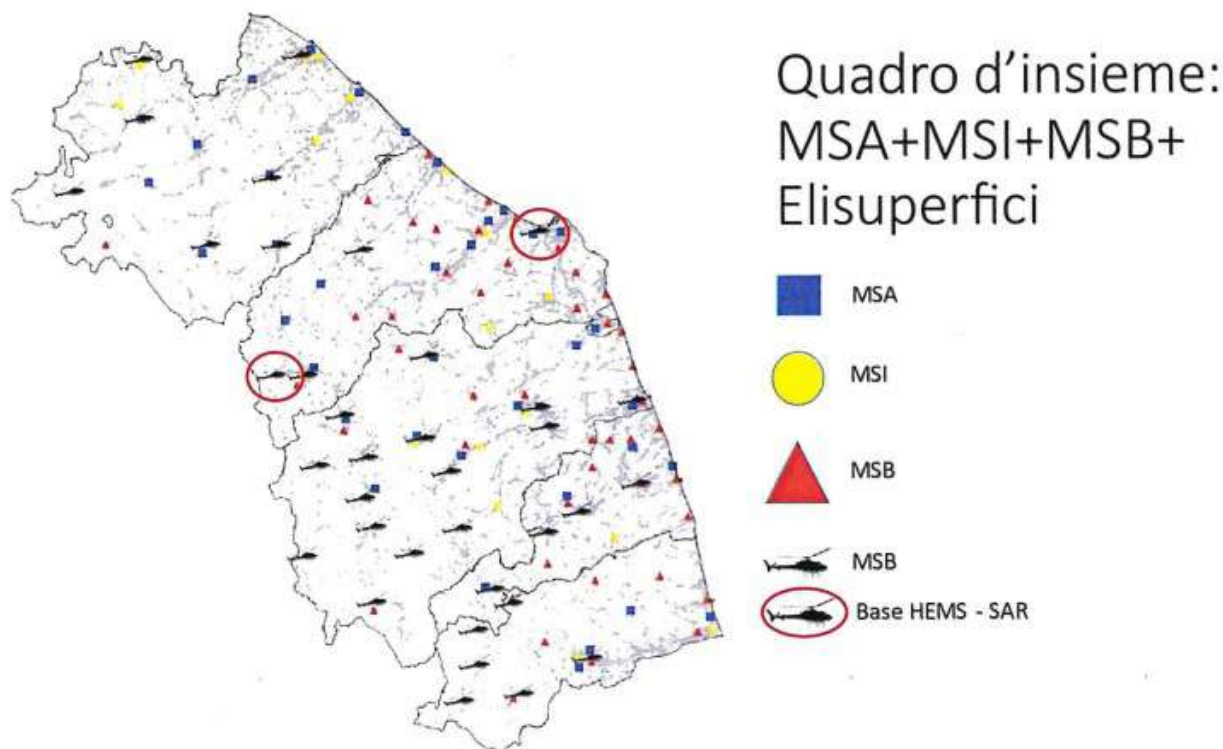 Quadro d'insieme:
MSA+MSI+MSB+
Elisuperfici
MSA
MSI
MSB
MSB
Base HEMS - SAR